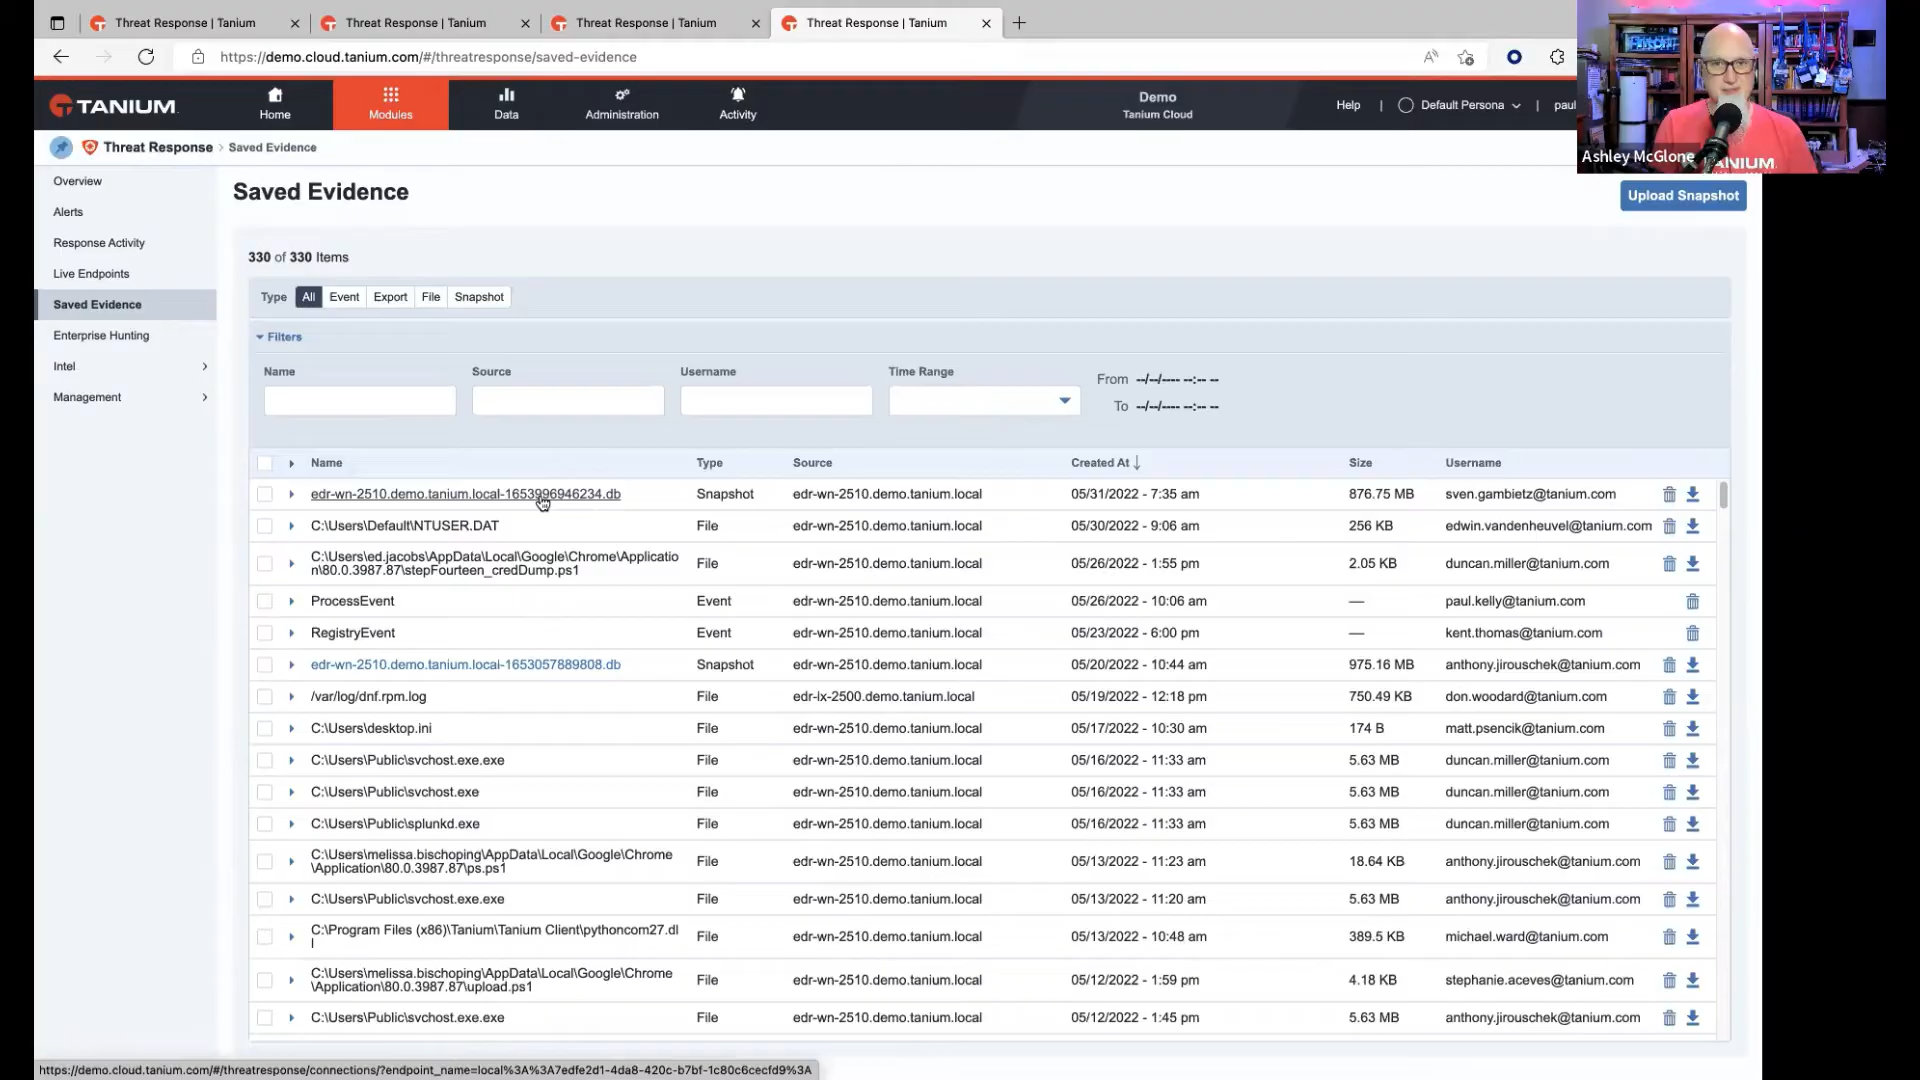 Threat Response | Tanium
Threat Response | Tanium
Threat Response | Tanium
Threat Response | Tanium
https://demo.cloud.tanium.com/#/threatresponse/saved-evidence
TANIUM
Home
Modules
Data
Administration
Activity
Demo
Tanium Cloud
Help
Default Persona
paul
Ashley McGlone
ANIUM
Threat Response > Saved Evidence
Overview
Alerts
Response Activity
Live Endpoints
Saved Evidence
Enterprise Hunting
Intel
Management
Saved Evidence
Upload Snapshot
330 of 330 Items
Type All Event Export File Snapshot
Filters
Name Source Username Time Range From --/--/---- --:-- --
To --/--/---- --:-- --
Name Type Source Created At Size Username
edr-wn-2510.demo.tanium.local-1653996946234.db Snapshot edr-wn-2510.demo.tanium.local 05/31/2022 - 7:35 am 876.75 MB sven.gambietz@tanium.com
C:\Users\Default\NTUSER.DAT File edr-wn-2510.demo.tanium.local 05/30/2022 - 9:06 am 256 KB edwin.vandenheuvel@tanium.com
C:\Users\ed.jacobs\AppData\Local\Google\Chrome\Applicatio
n\80.0.3987.87\stepFourteen_credDump.ps1 File edr-wn-2510.demo.tanium.local 05/26/2022 - 1:55 pm 2.05 KB duncan.miller@tanium.com
ProcessEvent Event edr-wn-2510.demo.tanium.local 05/26/2022 - 10:06 am — paul.kelly@tanium.com
RegistryEvent Event edr-wn-2510.demo.tanium.local 05/23/2022 - 6:00 pm — kent.thomas@tanium.com
edr-wn-2510.demo.tanium.local-1653057889808.db Snapshot edr-wn-2510.demo.tanium.local 05/20/2022 - 10:44 am 975.16 MB anthony.jirouschek@tanium.com
/var/log/dnf.rpm.log File edr-lx-2500.demo.tanium.local 05/19/2022 - 12:18 pm 750.49 KB don.woodard@tanium.com
C:\Users\desktop.ini File edr-wn-2510.demo.tanium.local 05/17/2022 - 10:30 am 174 B matt.psencik@tanium.com
C:\Users\Public\svchost.exe.exe File edr-wn-2510.demo.tanium.local 05/16/2022 - 11:33 am 5.63 MB duncan.miller@tanium.com
C:\Users\Public\svchost.exe File edr-wn-2510.demo.tanium.local 05/16/2022 - 11:33 am 5.63 MB duncan.miller@tanium.com
C:\Users\Public\splunkd.exe File edr-wn-2510.demo.tanium.local 05/16/2022 - 11:33 am 5.63 MB duncan.miller@tanium.com
C:\Users\melissa.bischoping\AppData\Local\Google\Chrome
\Application\80.0.3987.87\ps.ps1 File edr-wn-2510.demo.tanium.local 05/13/2022 - 11:23 am 18.64 KB anthony.jirouschek@tanium.com
C:\Users\Public\svchost.exe.exe File edr-wn-2510.demo.tanium.local 05/13/2022 - 11:20 am 5.63 MB anthony.jirouschek@tanium.com
C:\Program Files (x86)\Tanium\Tanium Client\pythoncom27.dl
l File edr-wn-2510.demo.tanium.local 05/13/2022 - 10:48 am 389.5 KB michael.ward@tanium.com
C:\Users\melissa.bischoping\AppData\Local\Google\Chrome
\Application\80.0.3987.87\upload.ps1 File edr-wn-2510.demo.tanium.local 05/12/2022 - 1:59 pm 4.18 KB stephanie.aceves@tanium.com
C:\Users\Public\svchost.exe.exe File edr-wn-2510.demo.tanium.local 05/12/2022 - 1:45 pm 5.63 MB anthony.jirouschek@tanium.com
https://demo.cloud.tanium.com/#/threatresponse/connections/?endpoint_name=local%3A%3A7edfe2d1-4da8-420c-b7bf-1c80c6cecfd9%3A